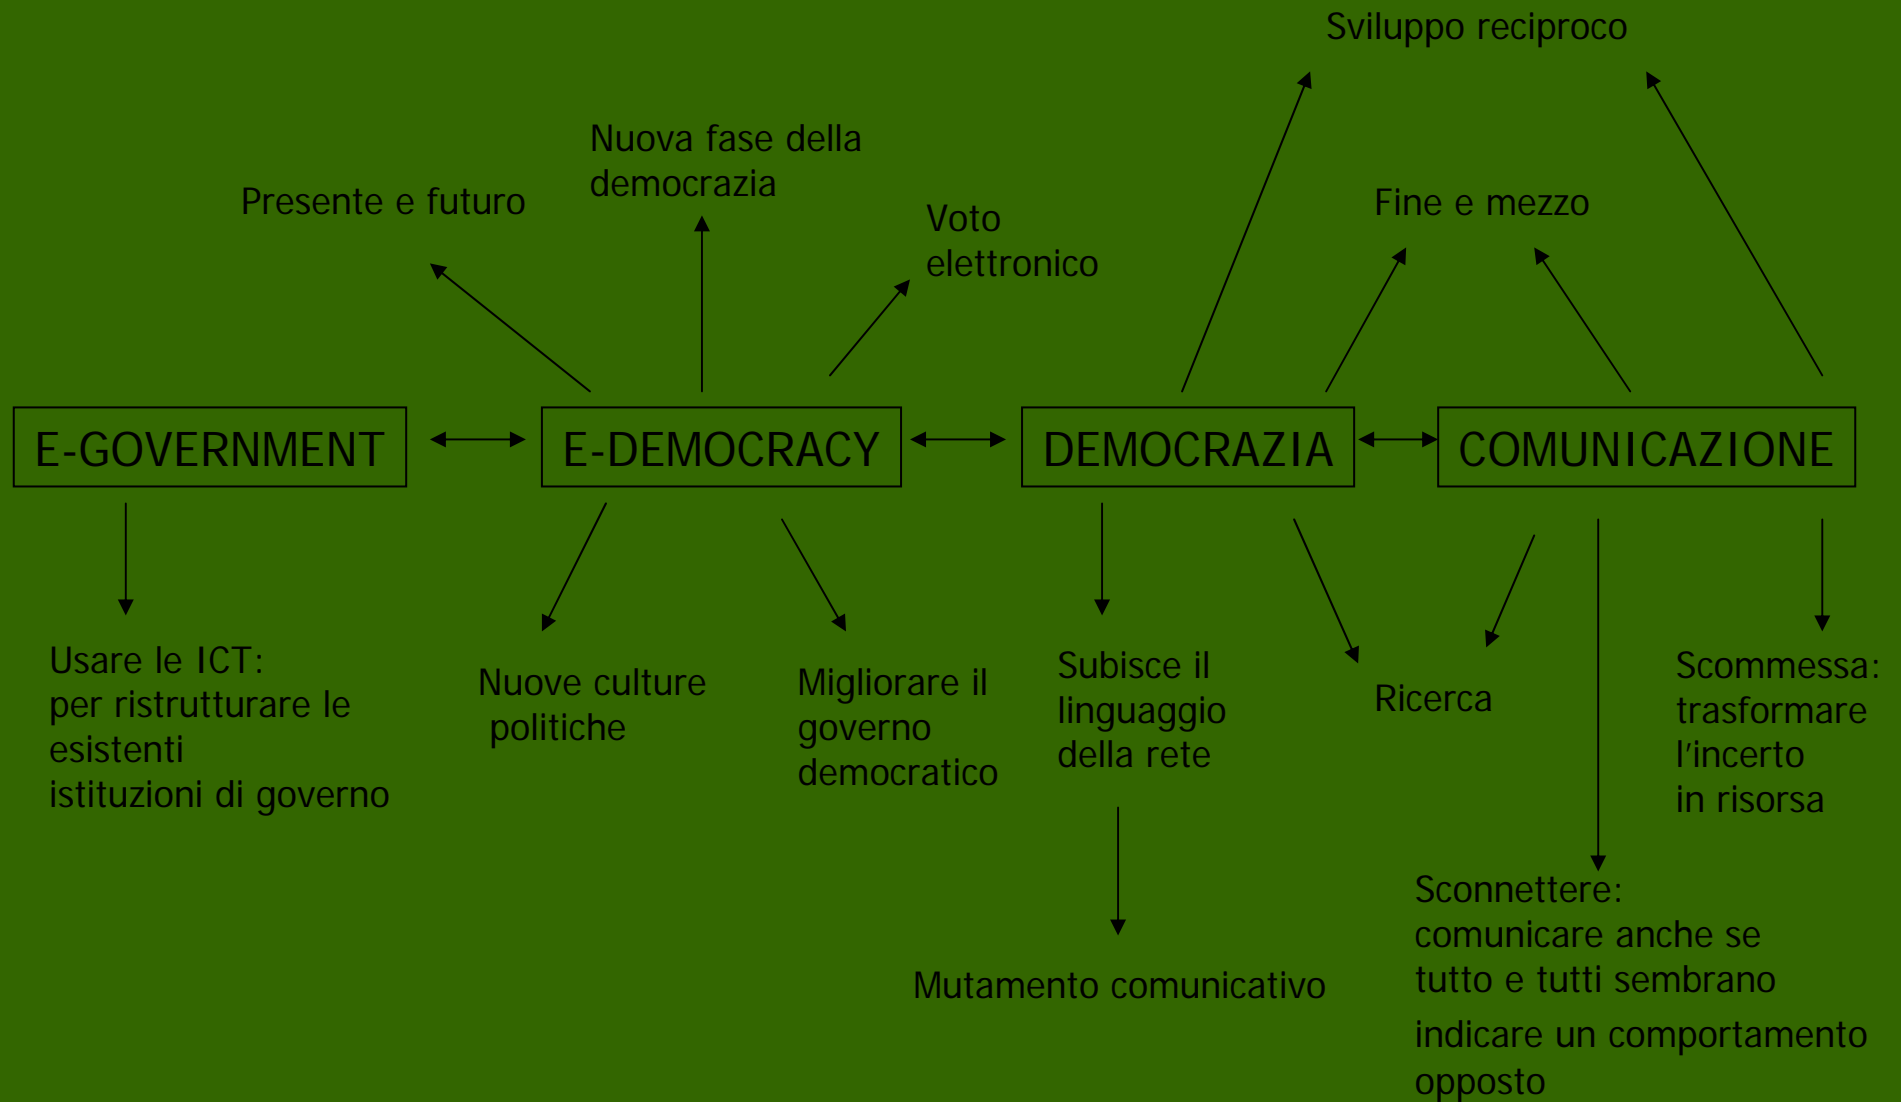 Sviluppo reciproco
Nuova fase della
democrazia
Presente e futuro
Voto
elettronico
Fine e mezzo
E-GOVERNMENT
E-DEMOCRACY
DEMOCRAZIA
COMUNICAZIONE
Usare le ICT:
per ristrutturare le
esistenti
istituzioni di governo
Nuove culture
politiche
Migliorare il
governo
democratico
Subisce il
linguaggio
della rete
Ricerca
Scommessa:
trasformare
l'incerto
in risorsa
Mutamento comunicativo
Sconnettere:
comunicare anche se
tutto e tutti sembrano
indicare un comportamento
opposto